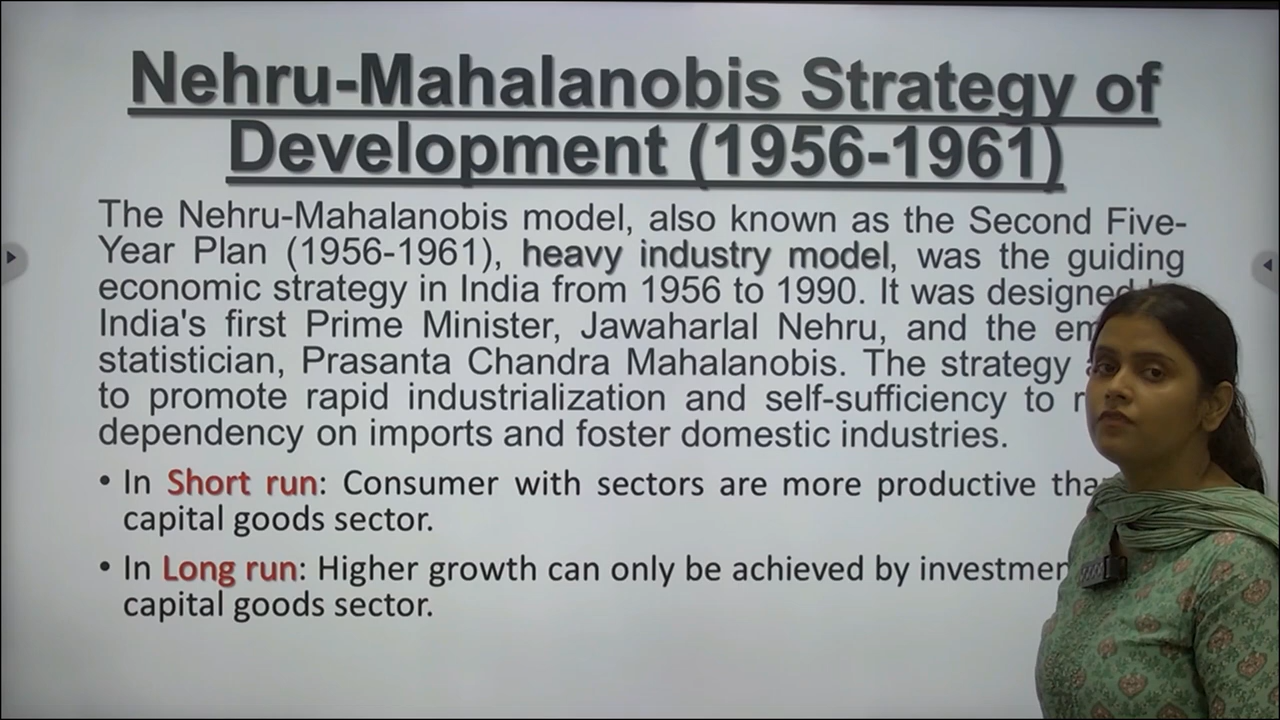 Nehru-Mahalanobis Strategy of
Development (1956-1961)
The Nehru-Mahalanobis model, also known as the Second Five-
Year Plan (1956-1961), heavy industry model, was the guiding
economic strategy in India from 1956 to 1990. It was designed
India's first Prime Minister, Jawaharlal Nehru, and the
statistician, Prasanta Chandra Mahalanobis. The strategy
to promote rapid industrialization and self-sufficiency to
dependency on imports and foster domestic industries.
• In Short run: Consumer with sectors are more productive
capital goods sector.
• In Long run: Higher growth can only be achieved by
capital goods sector.